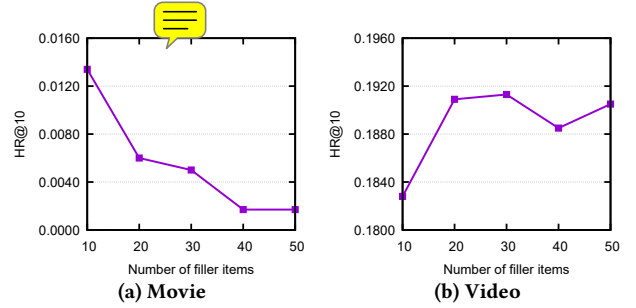 0.0160
0.0120
0.0080
0.0040
0.0000
HR@10
10 20 30 40 50
Number of filler items
(a) Movie
0.1960
0.1920
0.1880
0.1840
0.1800
HR@10
10 20 30 40 50
Number of filler items
(b) Video